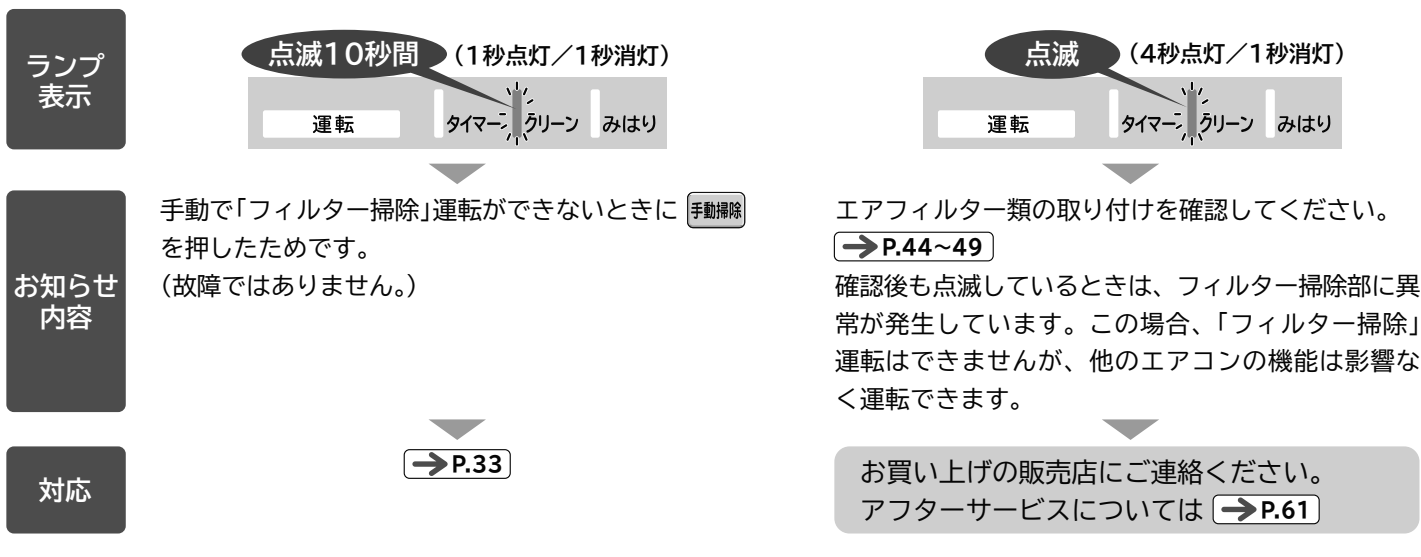 ランプ
表示
点滅10秒間 (1秒点灯/1秒消灯)
運転 タイマー クリーン みはり
点滅 (4秒点灯/1秒消灯)
運転 タイマー クリーン みはり
お知らせ
内容
手動で「フィルター掃除」運転ができないときに 手動掃除
を押したためです。
(故障ではありません。)
エアフィルター類の取り付けを確認してください。
→P.44~49
確認後も点滅しているときは、フィルター掃除部に異
常が発生しています。この場合、「フィルター掃除」
運転はできませんが、他のエアコンの機能は影響な
く運転できます。
対応
→P.33
お買い上げの販売店にご連絡ください。
アフターサービスについては →P.61